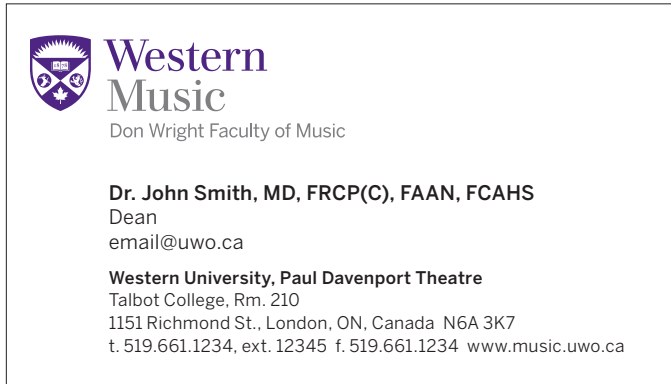 Western
Music
Don Wright Faculty of Music
Dr. John Smith, MD, FRCP(C), FAAN, FCAHS
Dean
email@uwo.ca
Western University, Paul Davenport Theatre
Talbot College, Rm. 210
1151 Richmond St., London, ON, Canada  N6A 3K7
t. 519.661.1234, ext. 12345  f. 519.661.1234  www.music.uwo.ca